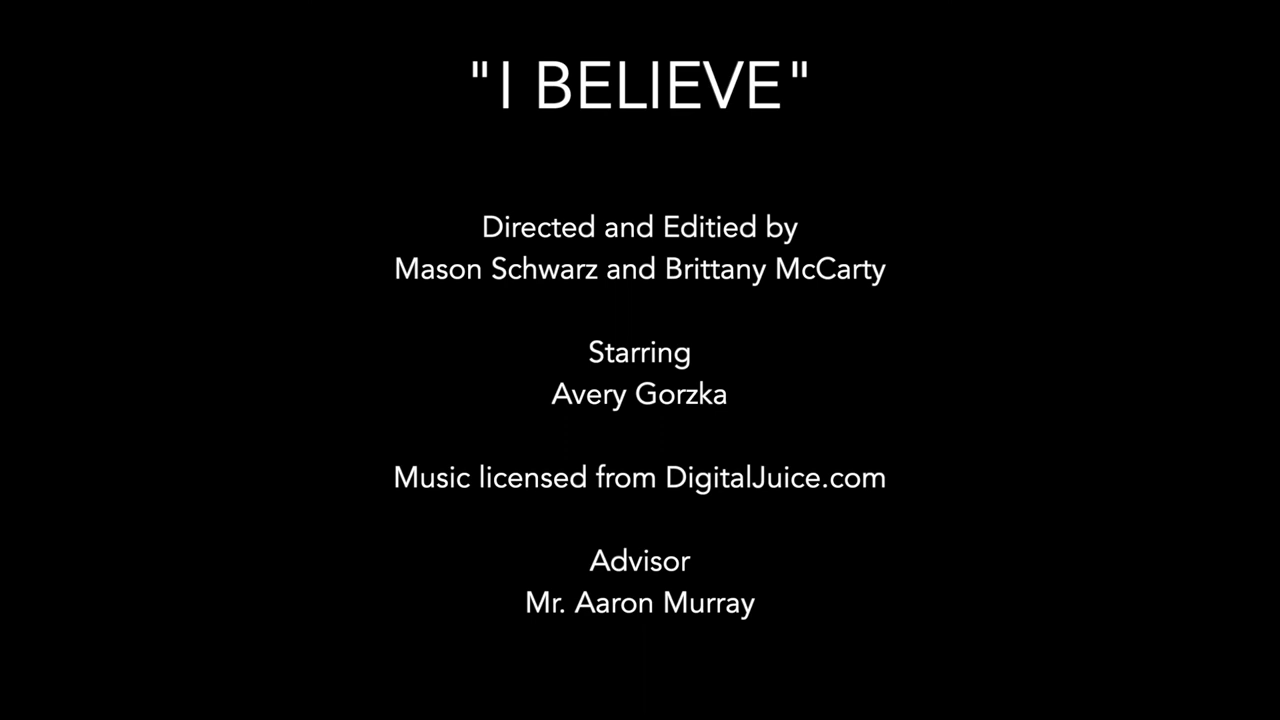 "I BELIEVE"
Directed and Editied by
Mason Schwarz and Brittany McCarty
Starring
Avery Gorzka
Music licensed from DigitalJuice.com
Advisor
Mr. Aaron Murray